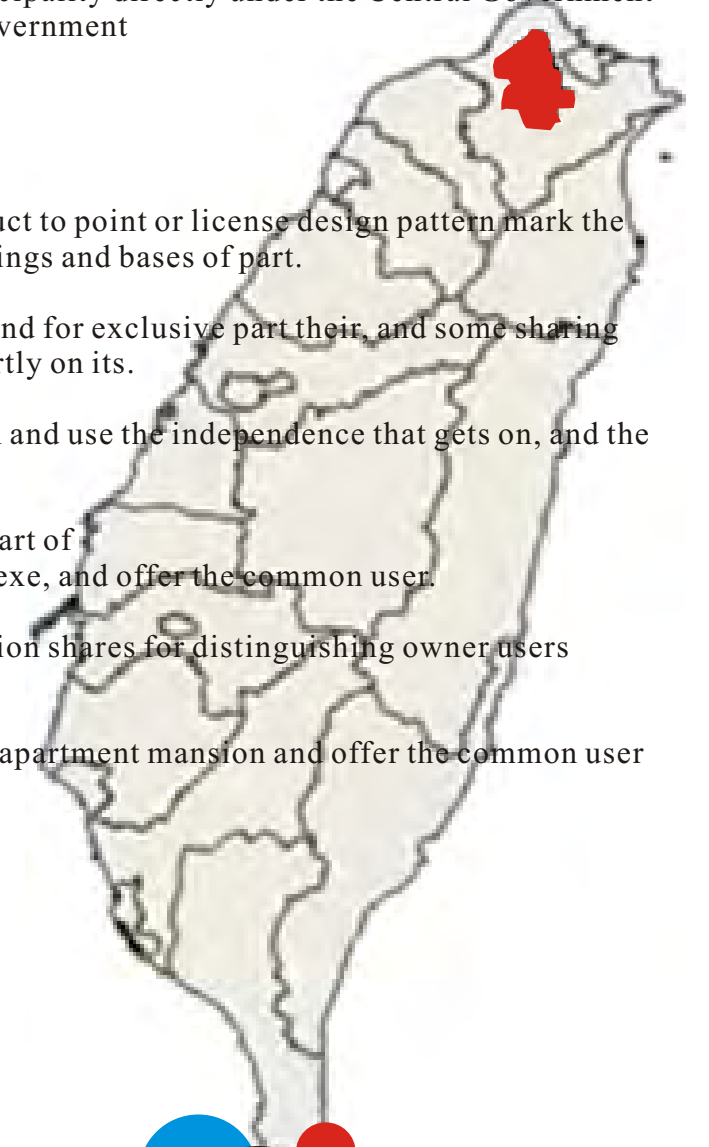 vernment
uct to point or license design pattern mark the
ings and bases of part.
nd for exclusive part their, and some sharing
rtly on its.
and use the independence that gets on, and the
art of
exe, and offer the common user.
ion shares for distinguishing owner users
apartment mansion and offer the common user